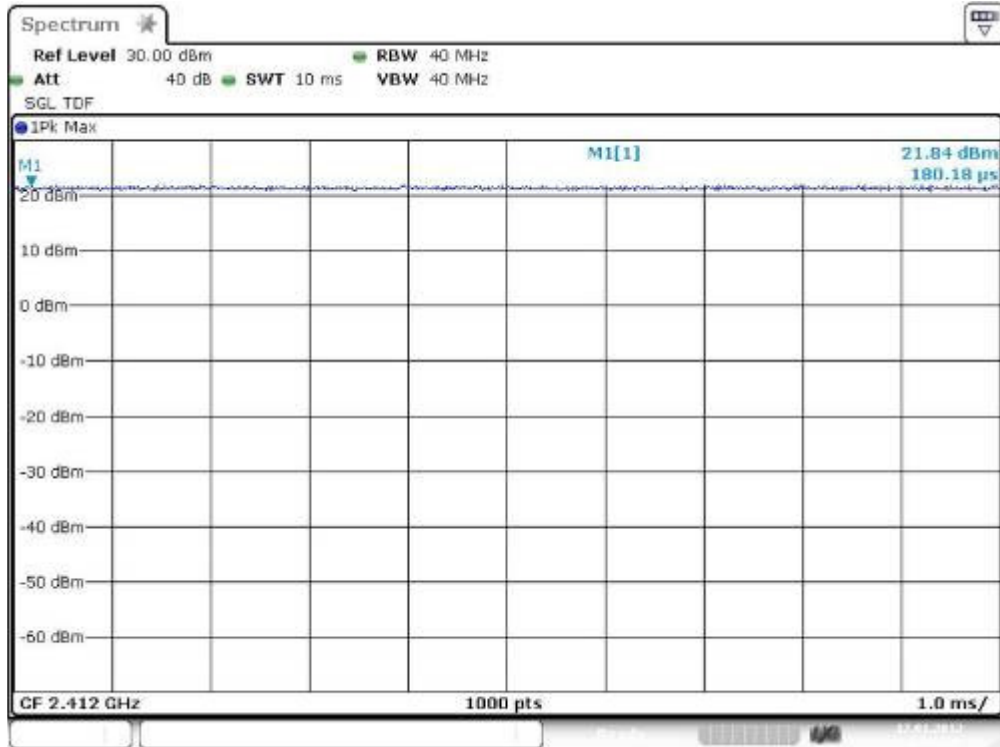 Spectrum
Ref Level 30.00 dBm RBW 40 MHz
Att 40 dB SWT 10 ms VBW 40 MHz
SGL TDF
1Pk Max
M1[1] 21.84 dBm
180.18 µs
M1
20 dBm
10 dBm
0 dBm
-10 dBm
-20 dBm
-30 dBm
-40 dBm
-50 dBm
-60 dBm
CF 2.412 GHz 1000 pts 1.0 ms/